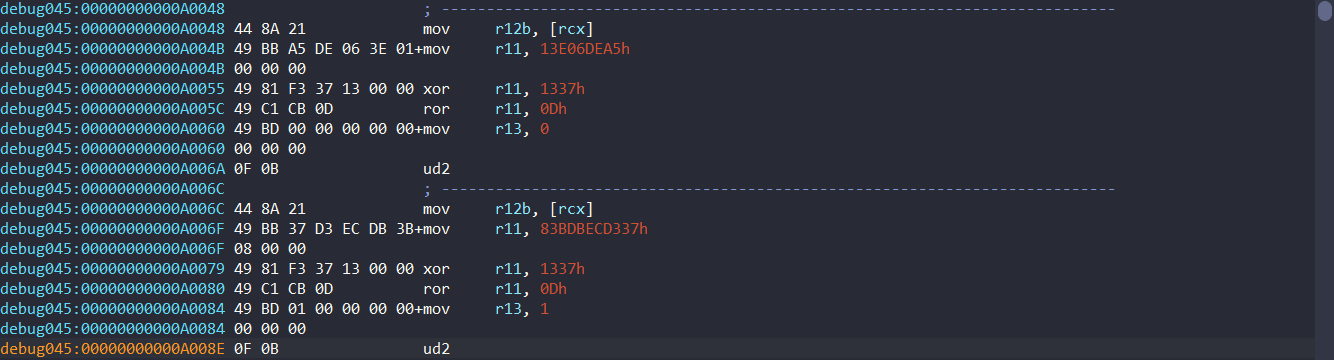 debug045:00000000000A0048 ; ---------------------------------------------------------------------------
debug045:00000000000A0048 44 8A 21 mov r12b, [rcx]
debug045:00000000000A004B 49 BB A5 DE 06 3E 01+mov r11, 13E06DEA5h
debug045:00000000000A004B 00 00 00
debug045:00000000000A0055 49 81 F3 37 13 00 00 xor r11, 1337h
debug045:00000000000A005C 49 C1 CB 0D ror r11, 0Dh
debug045:00000000000A0060 49 BD 00 00 00 00 00+mov r13, 0
debug045:00000000000A0060 00 00 00
debug045:00000000000A006A 0F 0B ud2
debug045:00000000000A006C ; ---------------------------------------------------------------------------
debug045:00000000000A006C 44 8A 21 mov r12b, [rcx]
debug045:00000000000A006F 49 BB 37 D3 EC DB 3B+mov r11, 83BDBECD337h
debug045:00000000000A006F 08 00 00
debug045:00000000000A0079 49 81 F3 37 13 00 00 xor r11, 1337h
debug045:00000000000A0080 49 C1 CB 0D ror r11, 0Dh
debug045:00000000000A0084 49 BD 01 00 00 00 00+mov r13, 1
debug045:00000000000A0084 00 00 00
debug045:00000000000A008E 0F 0B ud2